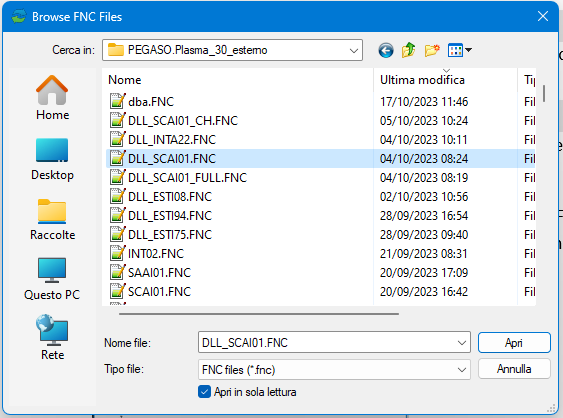 Browse FNC Files
Cerca in: PEGASO.Plasma_30_esterno
Home
Desktop
Raccolte
Questo PC
Rete
Nome Ultima modifica Tip
dba.FNC 17/10/2023 11:46 Fil
DLL_SCAI01_CH.FNC 05/10/2023 10:24 Fil
DLL_INTA22.FNC 04/10/2023 10:11 Fil
DLL_SCAI01.FNC 04/10/2023 08:24 Fil
DLL_SCAI01_FULL.FNC 04/10/2023 08:19 Fil
DLL_ESTI08.FNC 02/10/2023 10:56 Fil
DLL_ESTI94.FNC 28/09/2023 16:54 Fil
DLL_ESTI75.FNC 28/09/2023 09:40 Fil
INT02.FNC 21/09/2023 08:31 Fil
SAAI01.FNC 20/09/2023 17:09 Fil
SCAI01.FNC 20/09/2023 16:42 Fil
Nome file: DLL_SCAI01.FNC Apri
Tipo file: FNC files (*.fnc) Annulla
Apri in sola lettura